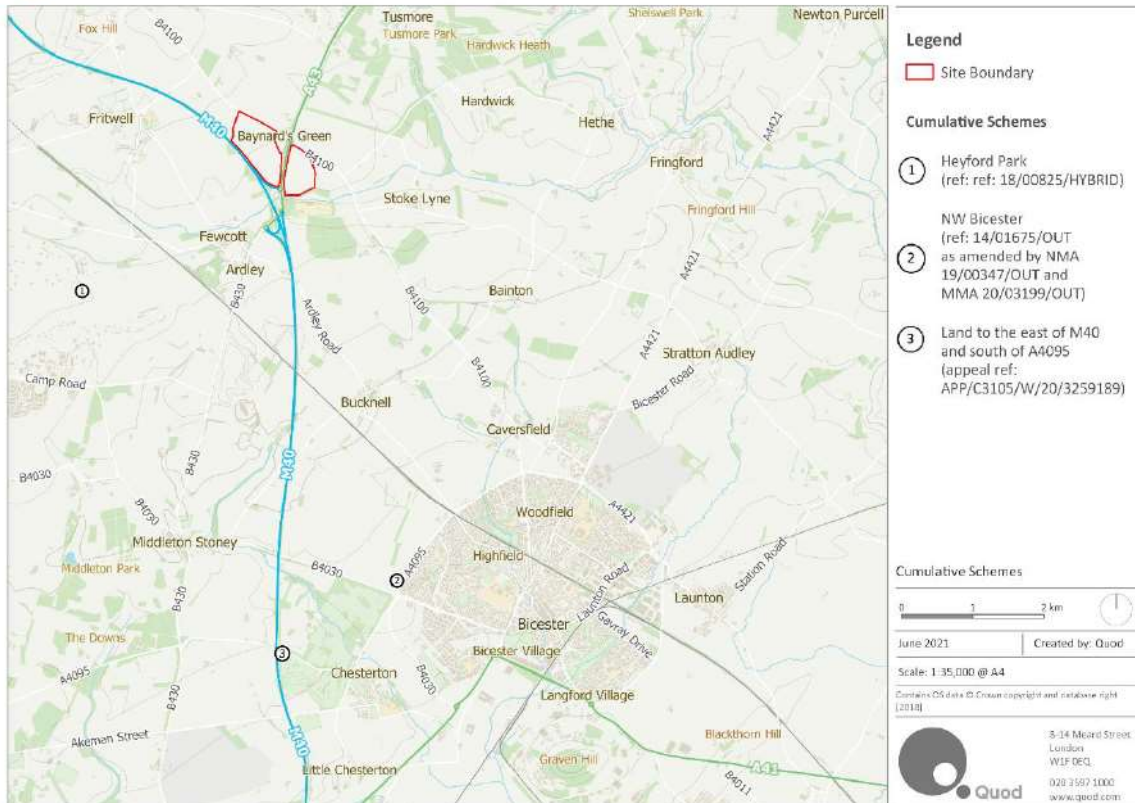 Fox Hill
B4100
Tusmore
Tusmore Park
Shelswell Park
Newton Purcell
Hardwick Heath
A43
Hardwick
Fritwell
M40
Baynard's Green
B4100
Hethe
A4421
Fringford
Stoke Lyne
Fringford Hill
Fewcott
Ardley
A4421
1
B430
Ardley Road
Bainton
B4100
A4421
Stratton Audley
Camp Road
Bucknell
Bicester Road
Caversfield
M40
B4030
B430
B4030
Woodfield
A4421
Middleton Stoney
Highfield
A4095
B4030
2
Middleton Park
Launton Road
Station Road
Launton
Bicester
Gavray Drive
The Downs
B430
Bicester Village
3
Chesterton
A4095
B4030
B430
Langford Village
Akeman Street
M40
Blackthorn Hill
Graven Hill
Little Chesterton
A41
B4011
Legend
Site Boundary
Cumulative Schemes
1
Heyford Park
(ref: ref: 18/00825/HYBRID)
2
NW Bicester
(ref: 14/01675/OUT
as amended by NMA
19/00347/OUT and
MMA 20/03199/OUT)
3
Land to the east of M40
and south of A4095
(appeal ref:
APP/C3105/W/20/3259189)
Cumulative Schemes
0 1 2 km
June 2021
Created by: Quod
Scale: 1:35,000 @ A4
Contains OS data © Crown copyright and database right
[2018]
Quod
8-14 Meard Street
London
W1F 0EQ
020 3597 1000
www.quod.com